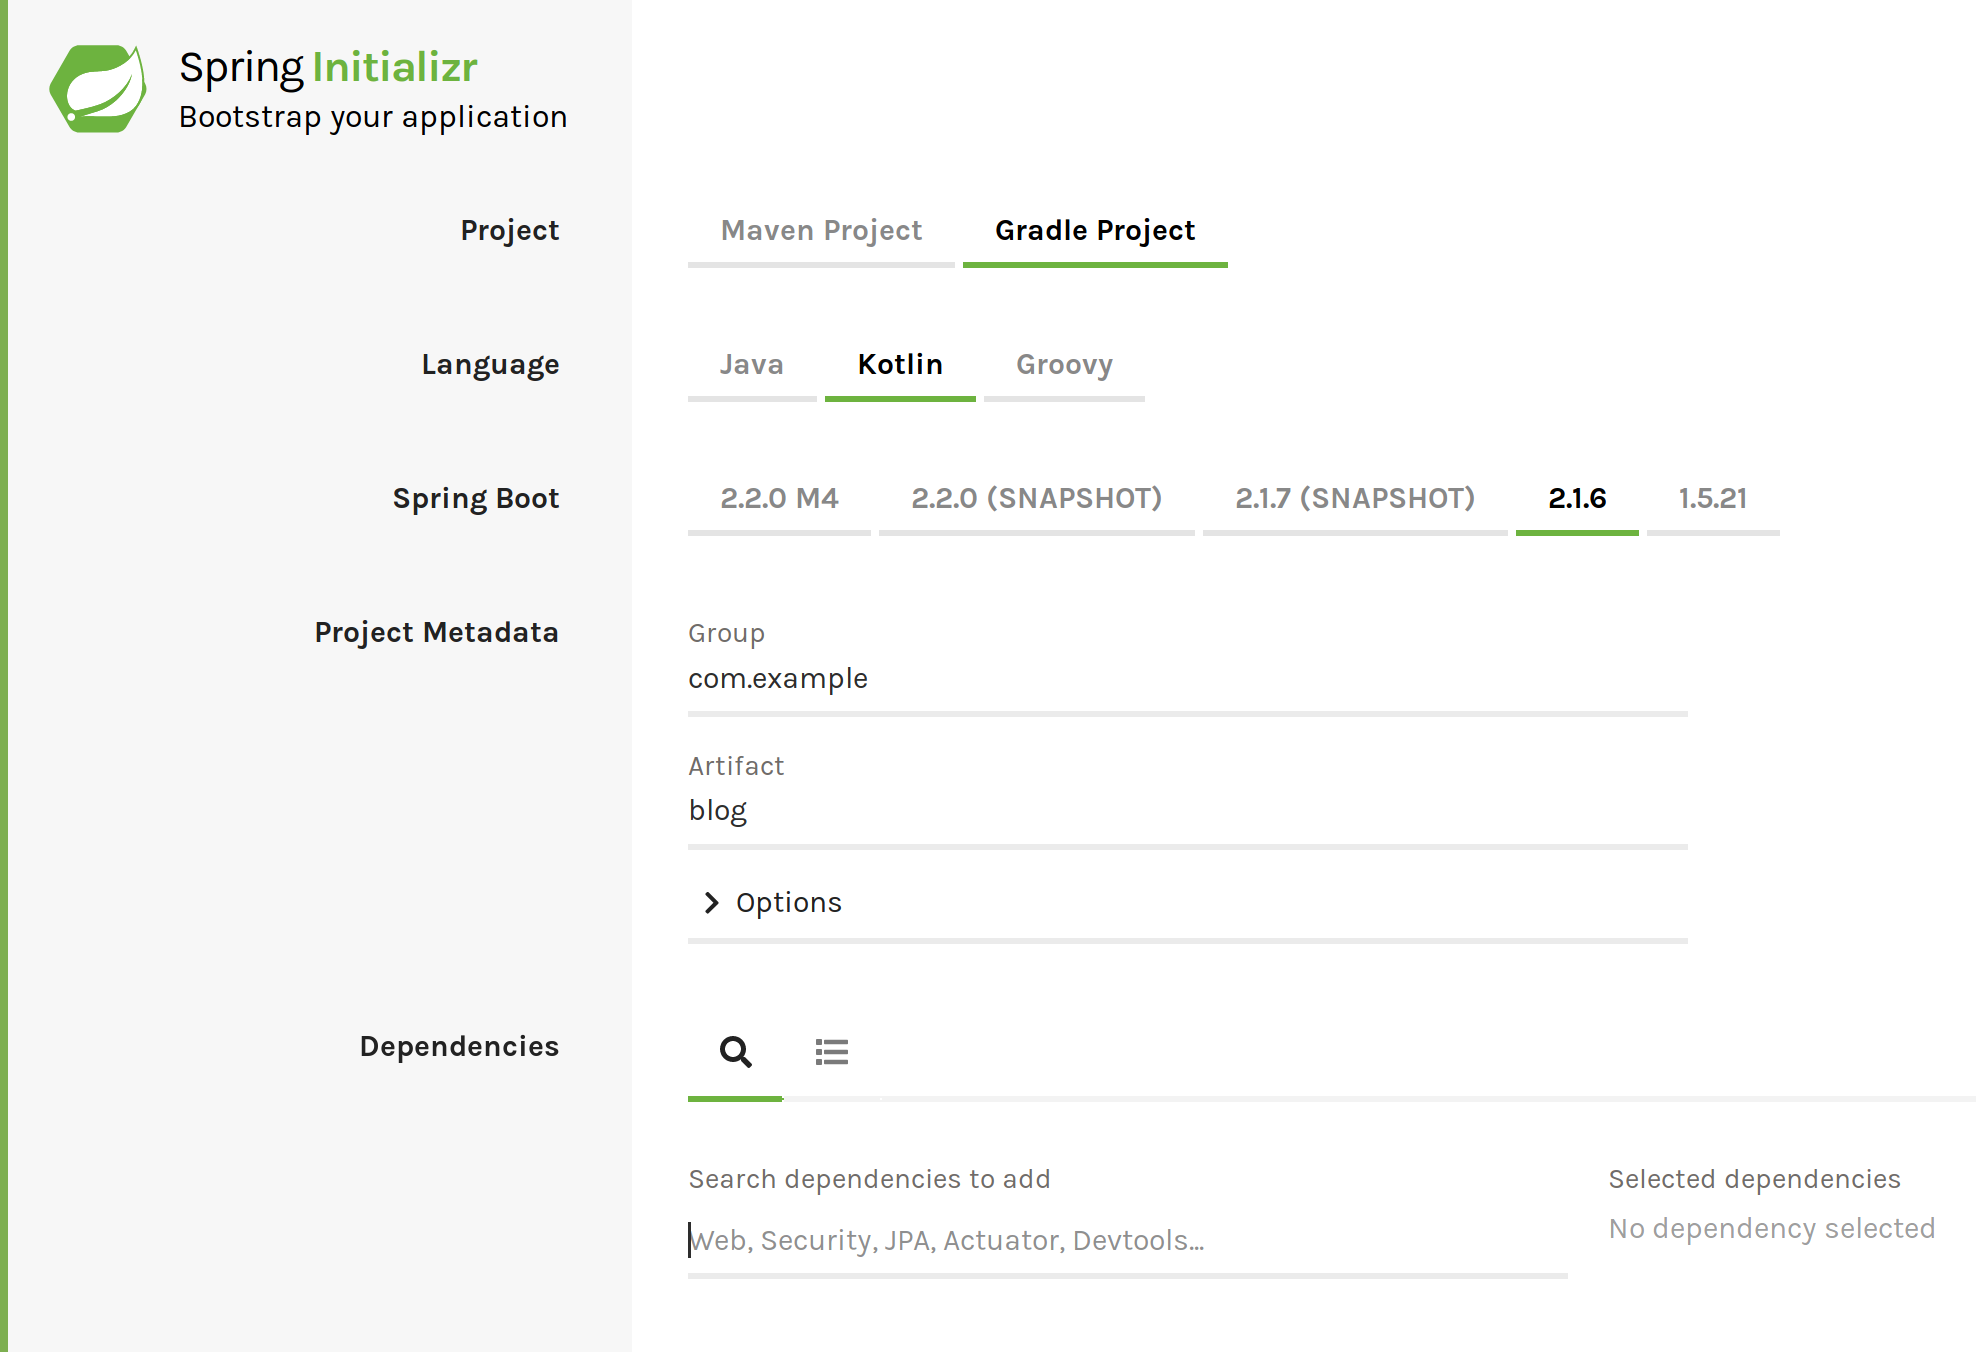 Spring Initializr
Bootstrap your application
Project
Maven Project Gradle Project
Language
Java Kotlin Groovy
Spring Boot
2.2.0 M4 2.2.0 (SNAPSHOT) 2.1.7 (SNAPSHOT) 2.1.6 1.5.21
Project Metadata
Group
com.example
Artifact
blog
Options
Dependencies
Search dependencies to add
Web, Security, JPA, Actuator, Devtools...
Selected dependencies
No dependency selected